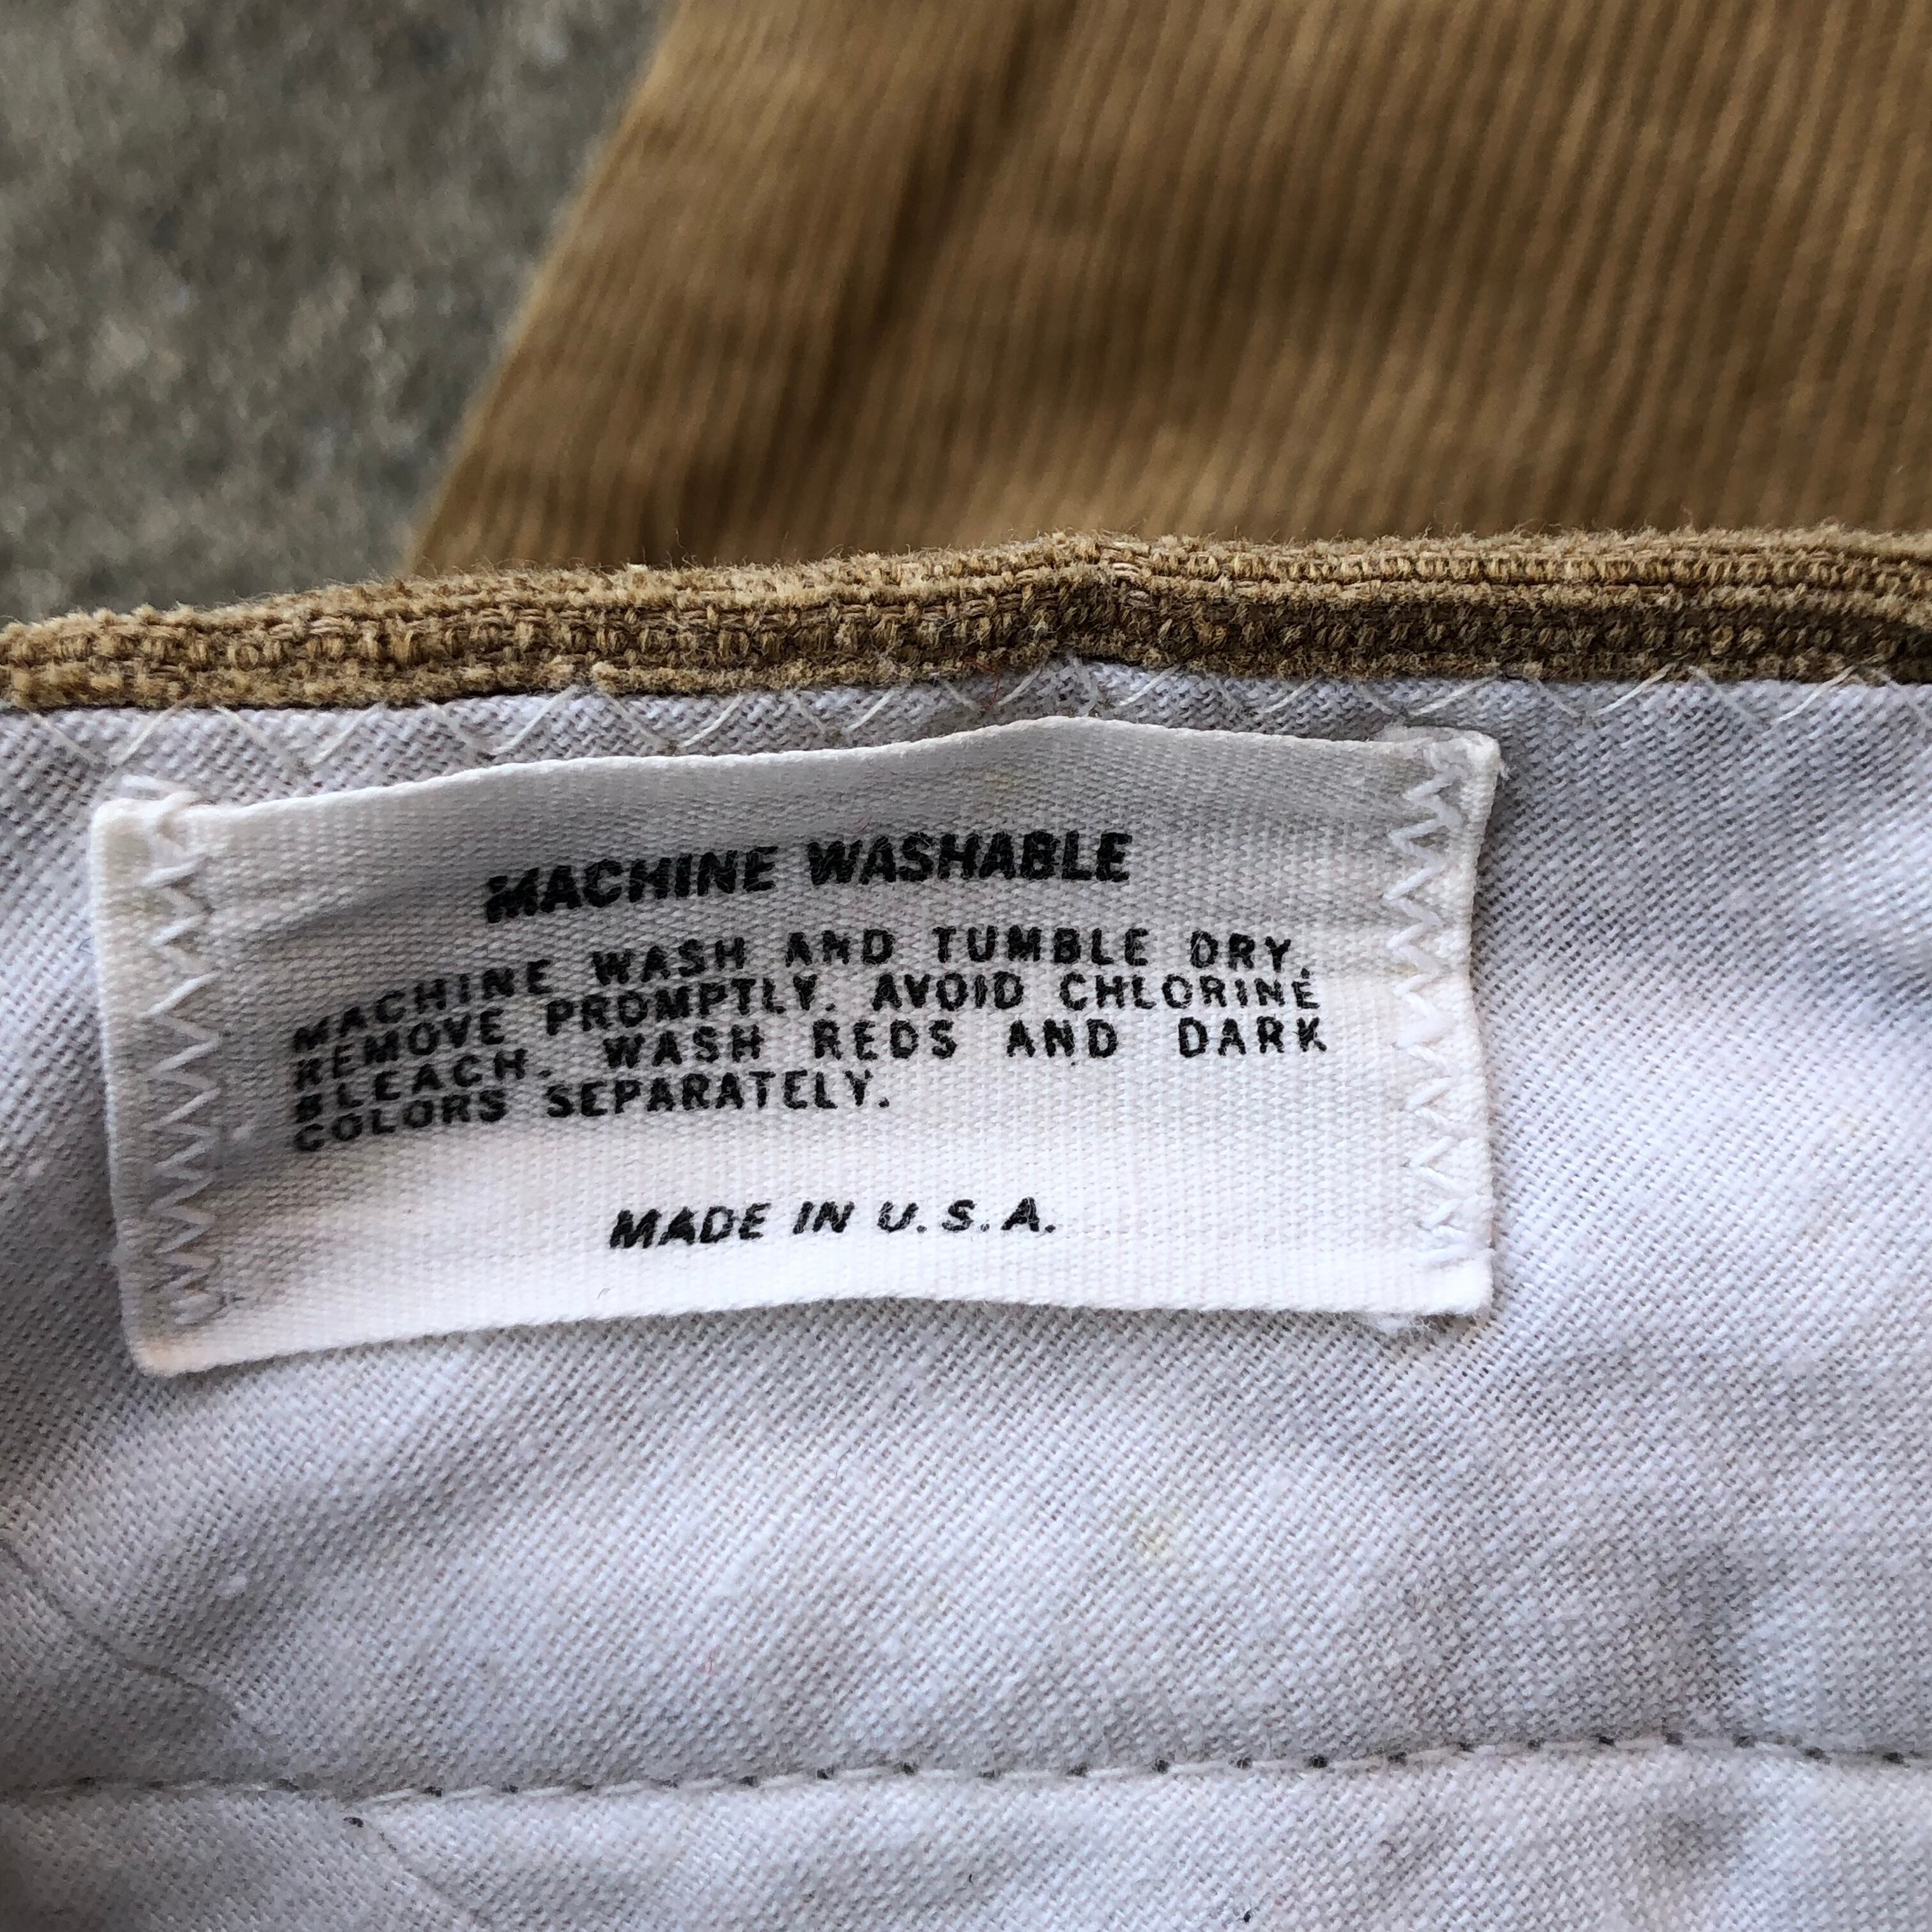 MACHINE WASHABLE
MACHINE WASH AND TUMBLE DRY,
REMOVE PROMPTLY. AVOID CHLORINE
BLEACH. WASH REDS AND DARK
COLORS SEPARATELY.
MADE IN U.S.A.